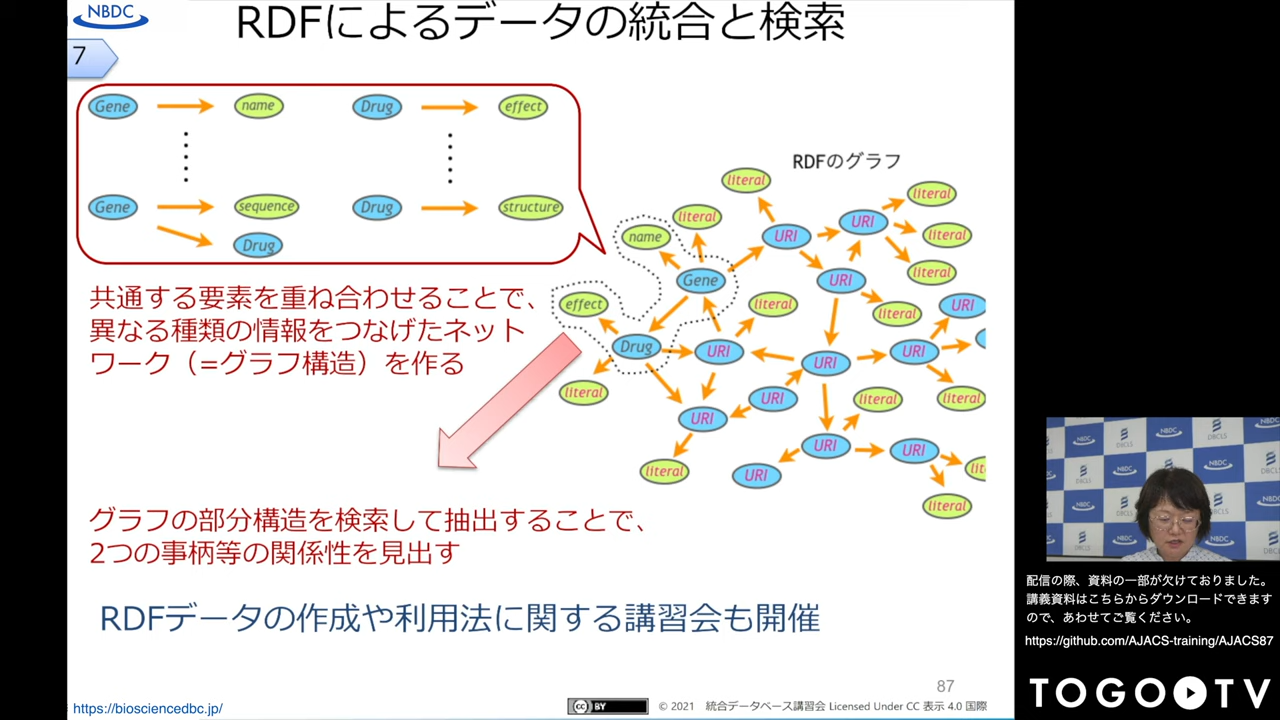 NBDC
RDFによるデータの統合と検索
7
Gene
name
Drug
effect
Gene
sequence
Drug
structure
Drug
RDFのグラフ
literal
literal
literal
name
URI
URI
literal
Gene
URI
literal
effect
literal
literal
URI
Drug
URI
URI
URI
literal
URI
literal
literal
URI
URI
URI
literal
URI
literal
共通する要素を重ね合わせることで、
異なる種類の情報をつなげたネット
ワーク（=グラフ構造）を作る
グラフの部分構造を検索して抽出することで、
2つの事柄等の関係性を見出す
RDFデータの作成や利用法に関する講習会も開催
87
https://biosciencedbc.jp/
cc BY
© 2021 統合データベース講習会 Licensed Under CC 表示 4.0 国際
NBDC
DBCLS
配信の際、資料の一部が欠けておりました。
講義資料はこちらからダウンロードできます
ので、あわせてご覧ください。
https://github.com/AJACS-training/AJACS87
TOGO TV